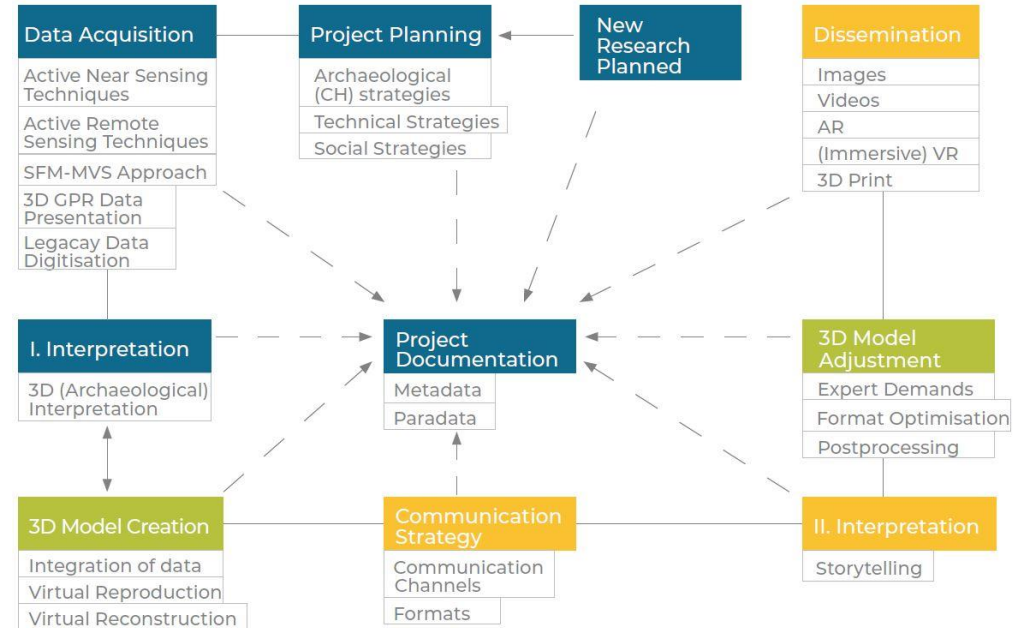 Data Acquisition
Active Near Sensing
Techniques
Active Remote
Sensing Techniques
SFM-MVS Approach
3D GPR Data
Presentation
Legacay Data
Digitisation
Project Planning
Archaeological
(CH) strategies
Technical Strategies
Social Strategies
New
Research
Planned
Dissemination
Images
Videos
AR
(Immersive) VR
3D Print
I. Interpretation
3D (Archaeological)
Interpretation
Project
Documentation
Metadata
Paradata
3D Model
Adjustment
Expert Demands
Format Optimisation
Postprocessing
3D Model Creation
Integration of data
Virtual Reproduction
Virtual Reconstruction
Communication
Strategy
Communication
Channels
Formats
II. Interpretation
Storytelling